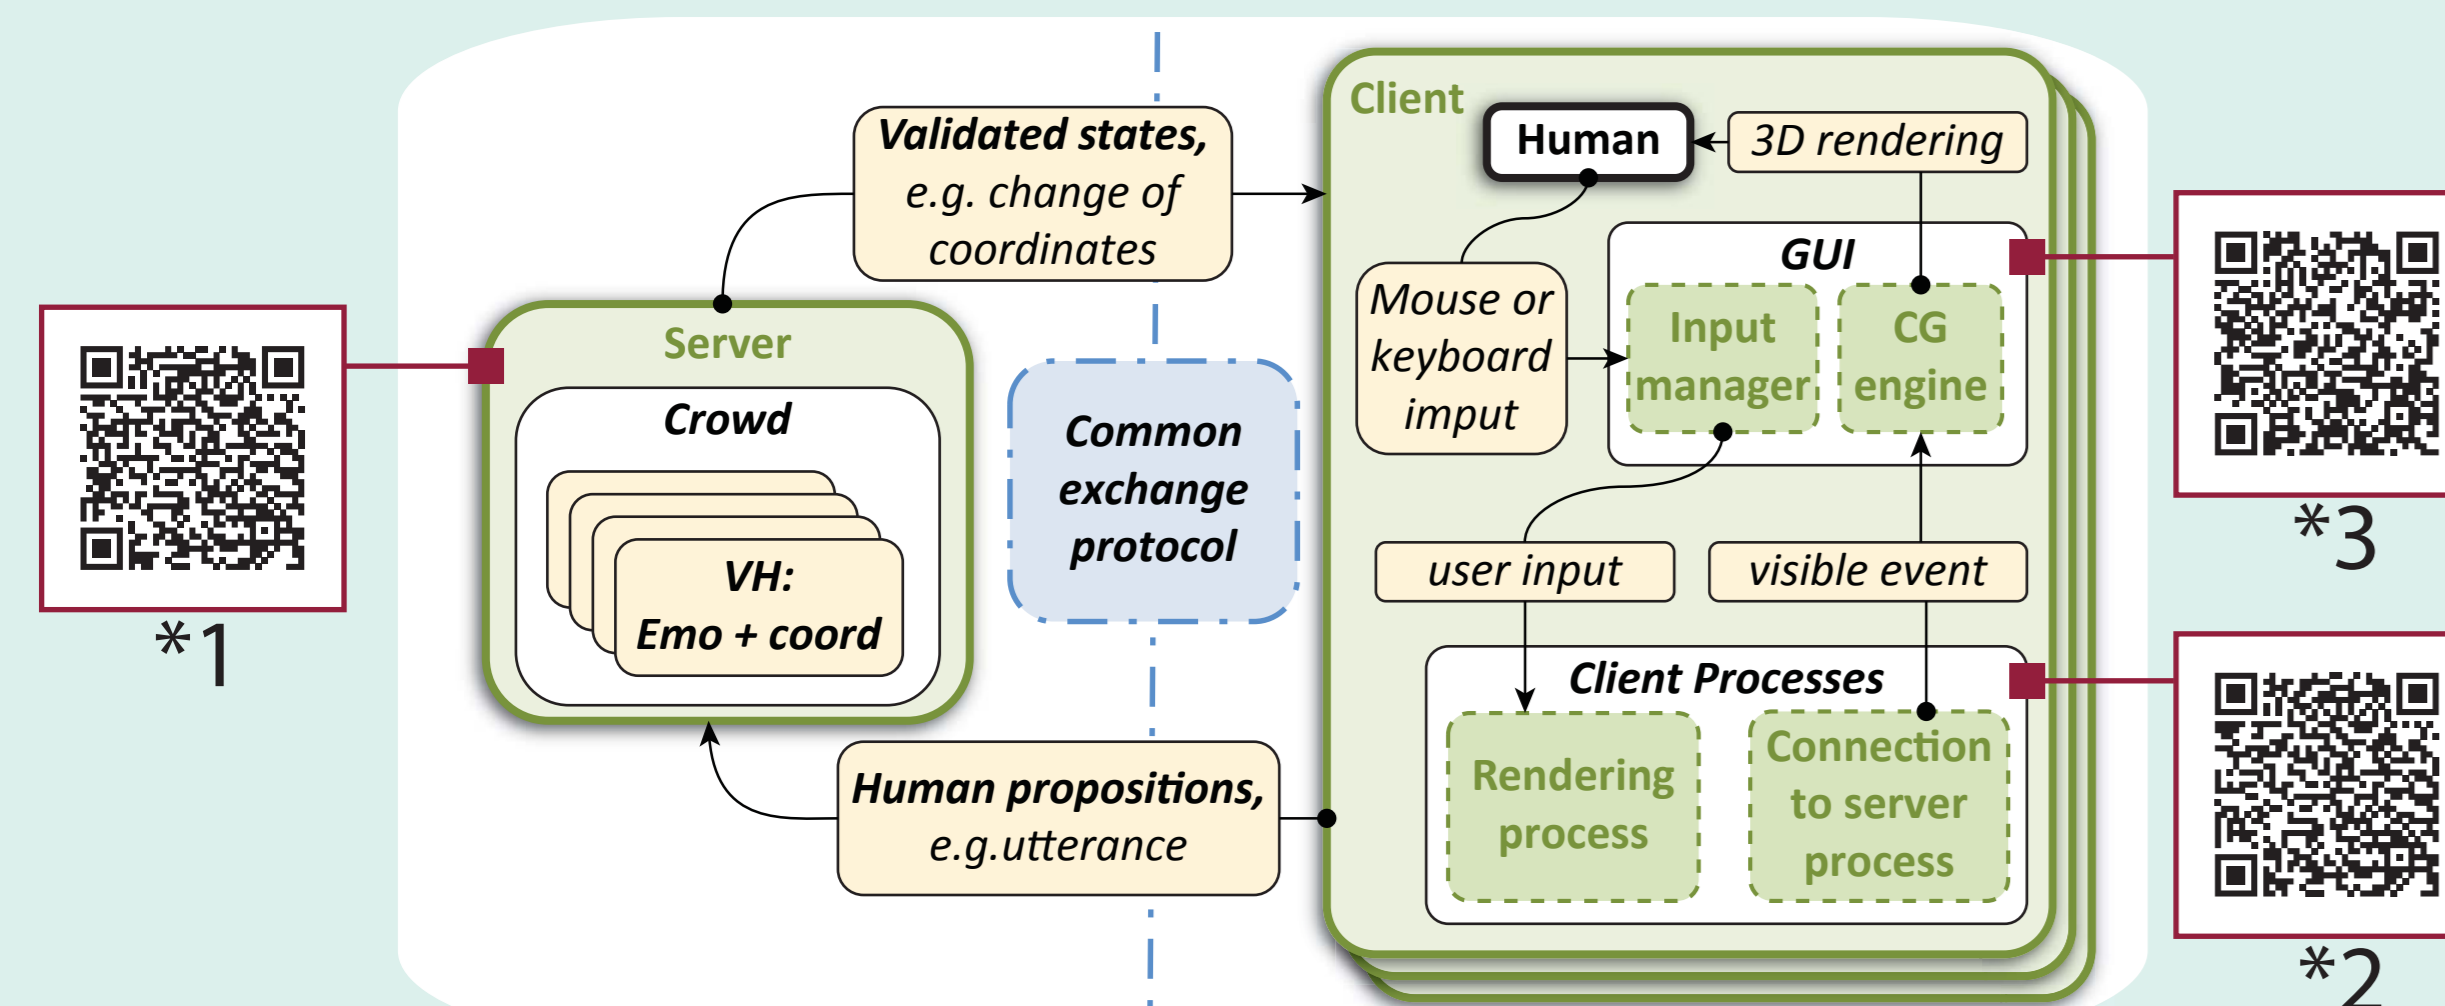 Client
Human
3D rendering
Validated states,
e.g. change of
coordinates
GUI
Mouse or
keyboard
imput
Input
manager
CG
engine
Server
Crowd
VH:
Emo + coord
Common
exchange
protocol
*1
*3
user input
visible event
Client Processes
Rendering
process
Connection
to server
process
Human propositions,
e.g.utterance
*2